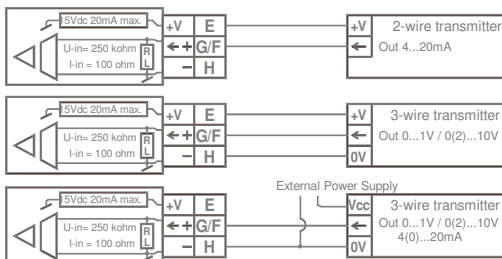 15Vdc 20mA max.
+V E
U-in= 250 kohm
I-in = 100 ohm
R
L
+ G/F
– H
+V 2-wire transmitter
Out 4...20mA
15Vdc 20mA max.
+V E
U-in= 250 kohm
I-in = 100 ohm
R
L
+ G/F
– H
+V 3-wire transmitter
Out 0...1V / 0(2)...10V
0V
External Power Supply
15Vdc 20mA max.
+V E
U-in= 250 kohm
I-in = 100 ohm
R
L
+ G/F
– H
Vcc 3-wire transmitter
Out 0...1V / 0(2)...10V
4(0)...20mA
0V